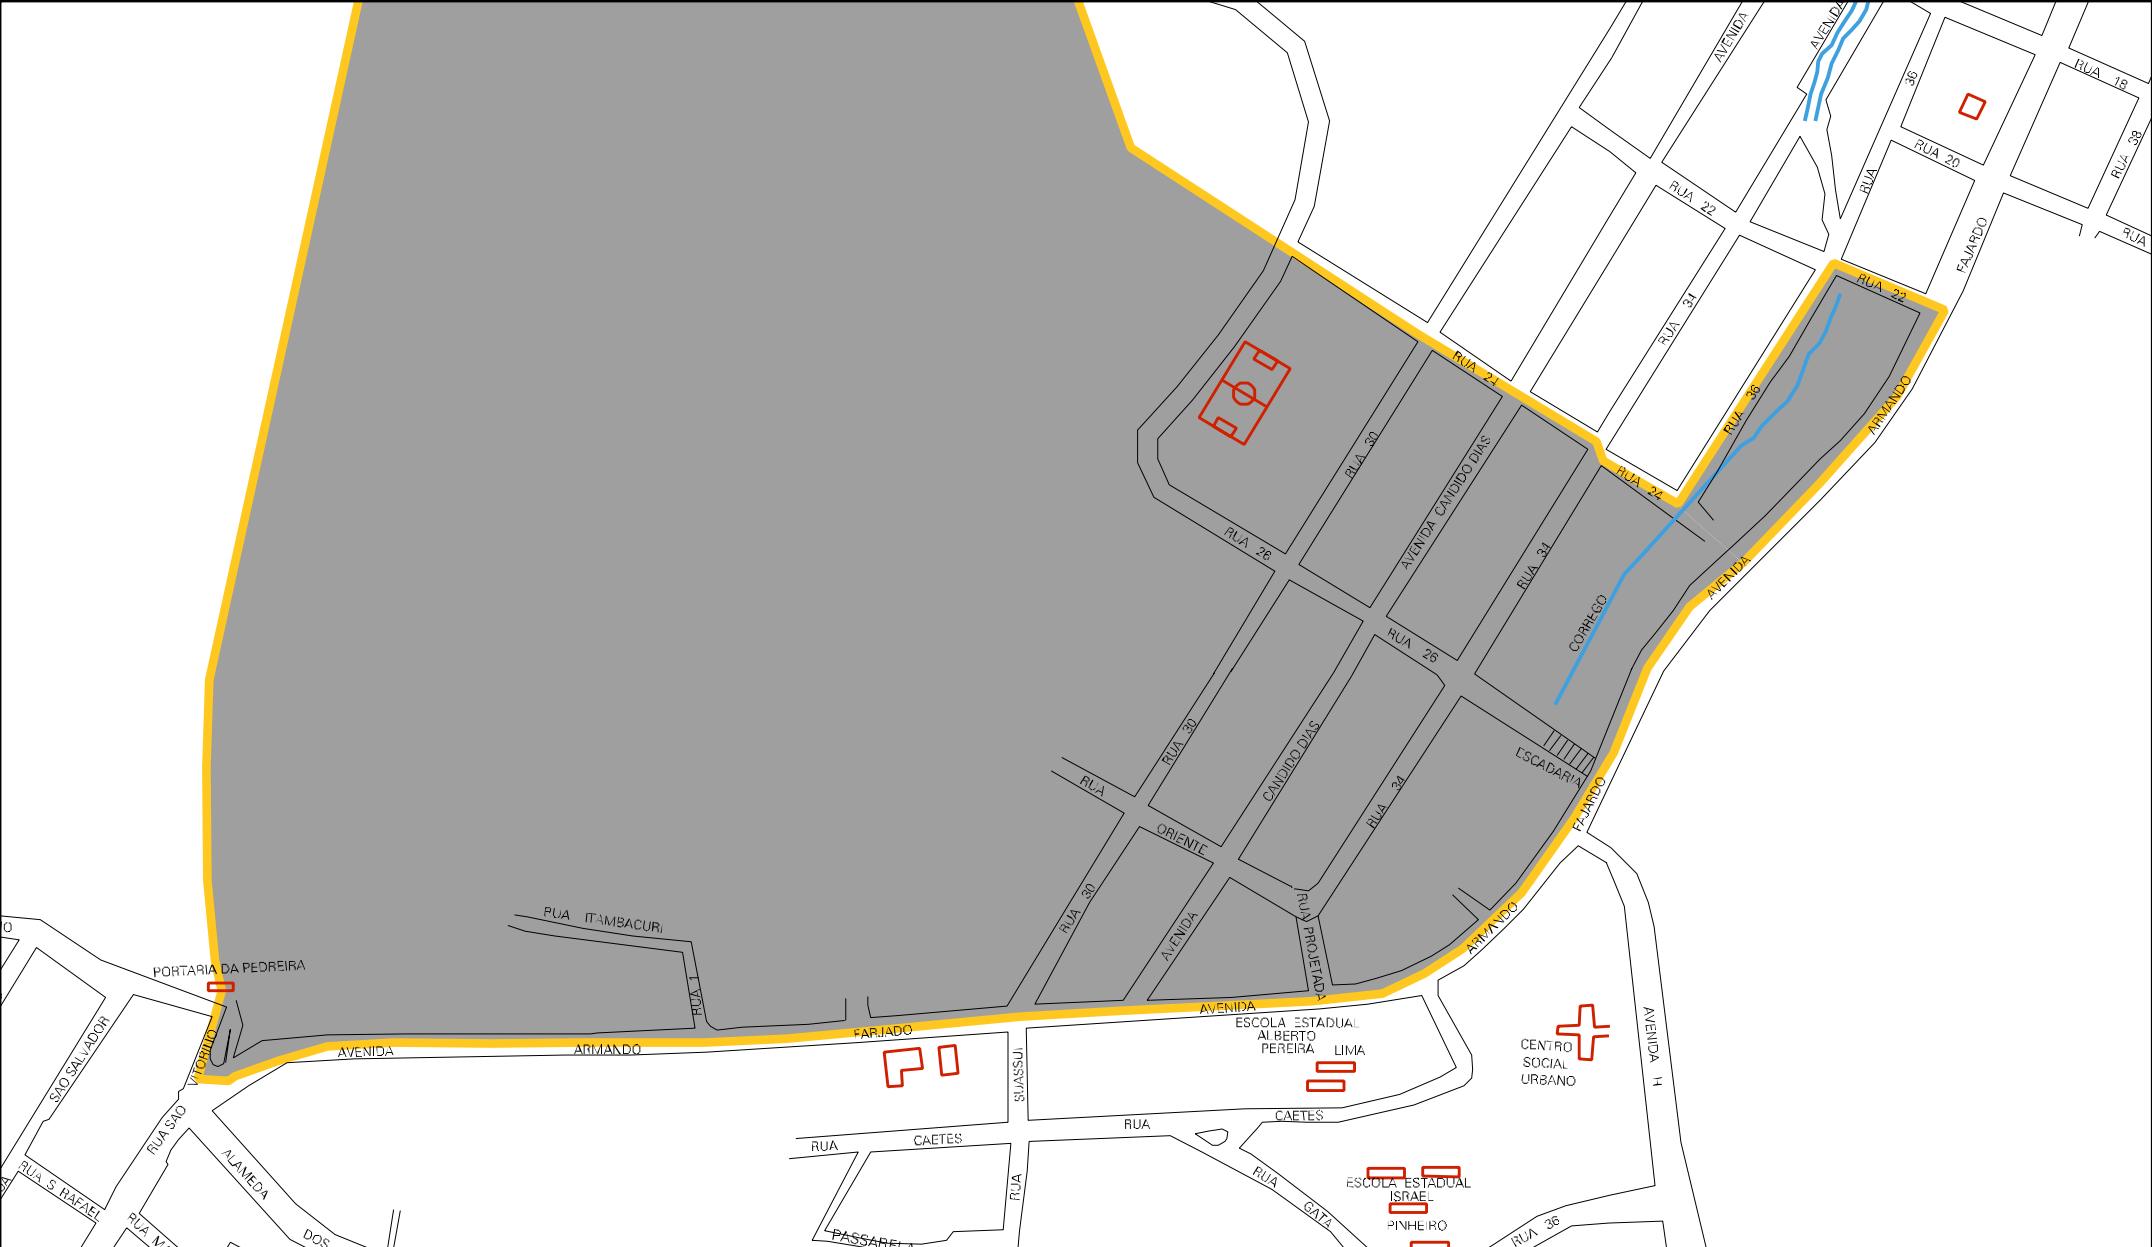 AVENIDA
AVENIDA
36
RUA 18
RUA 38
RUA 20
RUA
RUA 22
FAJARDO
RUA
RUA 22
RUA 34
RUA 21
RUA 36
ARMANDO
RUA 30
AVENIDA CANDIDO DIAS
RUA 24
RUA 26
RUA 34
AVENIDA
CORREGO
RUA 26
RUA 30
CANDIDO DIAS
ESCADARIA
RUA
RUA 34
FAJARDO
ORIENTE
RUA 30
RUA PROJETADA
AVENIDA
ARMANDO
RUA ITAMBACURI
PORTARIA DA PEDREIRA
RUA 1
AVENIDA
FARJADO
ARMANDO
AVENIDA
VITORINO
SAO SALVADOR
RUA SAO
ESCOLA ESTADUAL
ALBERTO
PEREIRA LIMA
CENTRO
SOCIAL
URBANO
AVENIDA H
SUASSUI
CAETES
RUA
RUA CAETES
RUA S. RAFAEL
ALAMEDA
DOS
RUA
RUA
GATA
ESCOLA ESTADUAL
ISRAEL
PINHEIRO
RUA 36
PASSARELA